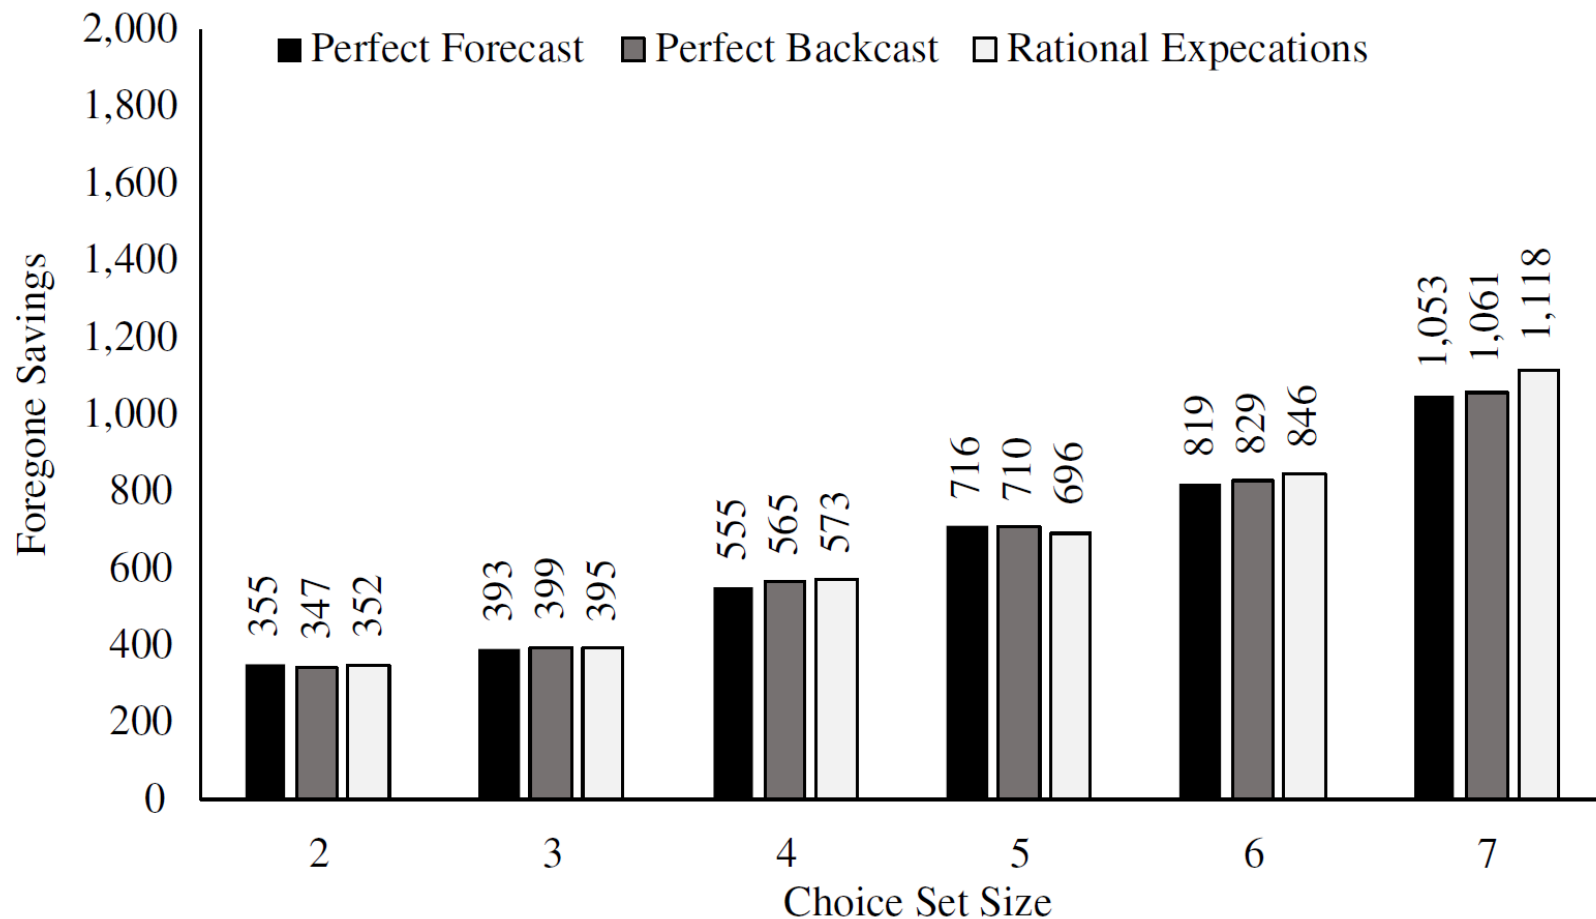 2,000
Perfect Forecast Perfect Backcast Rational Expecations
1,800
1,600
1,400
1,200
1,000
800
600
400
200
0
Foregone Savings
355 347 352
393 399 395
555 565 573
716 710 696
819 829 846
1,053 1,061 1,118
2 3 4 5 6 7
Choice Set Size